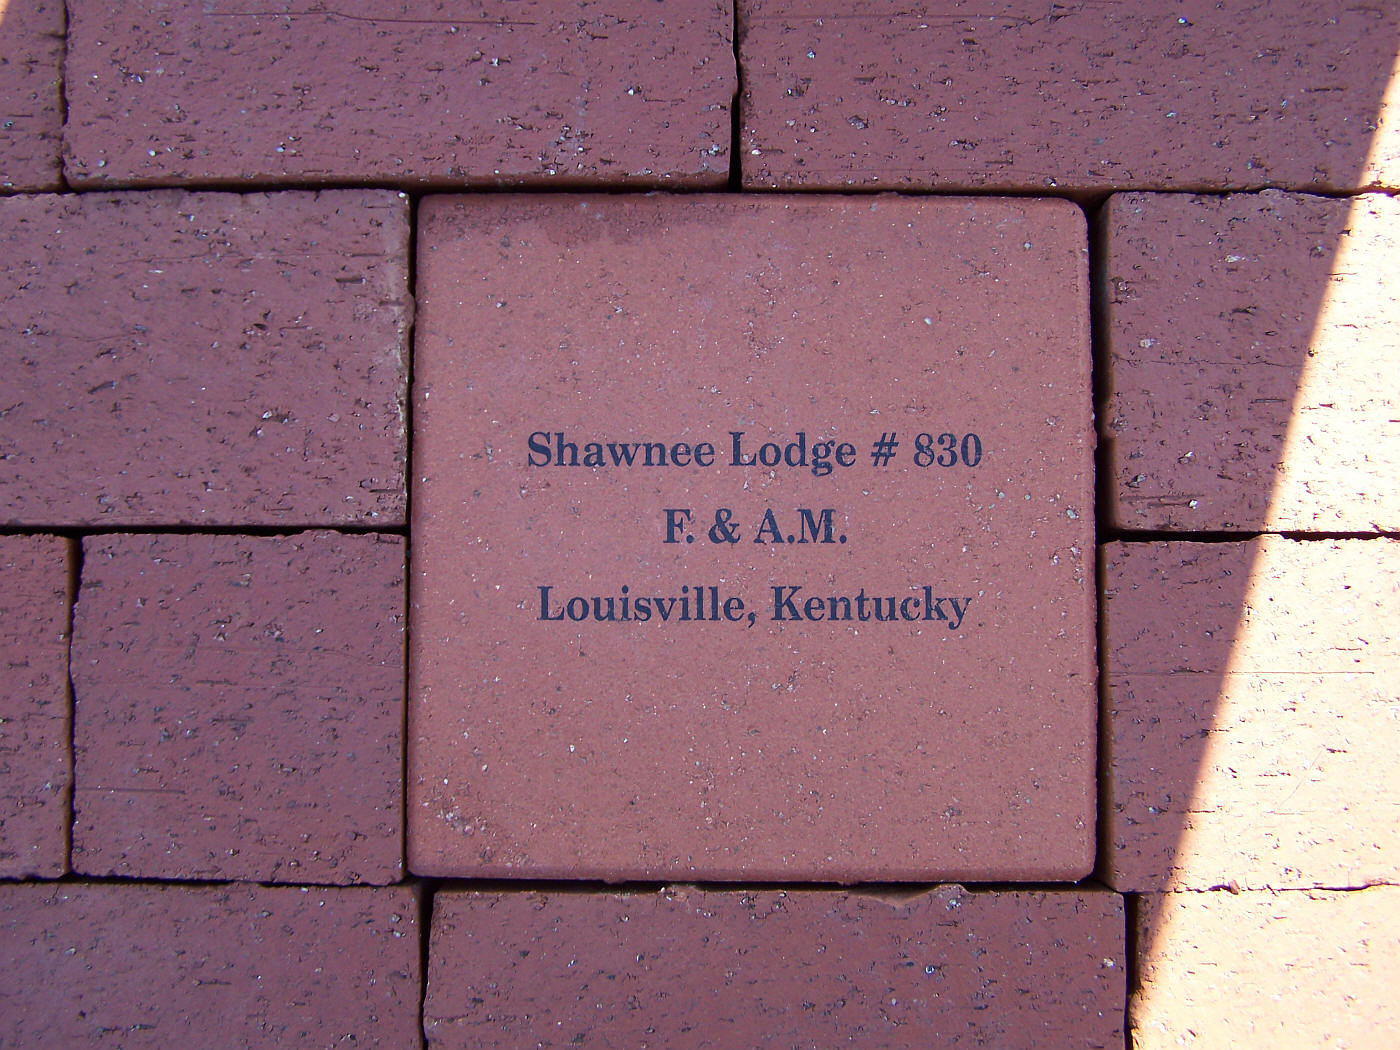 Shawnee Lodge # 830
F. & A.M.
Louisville, Kentucky